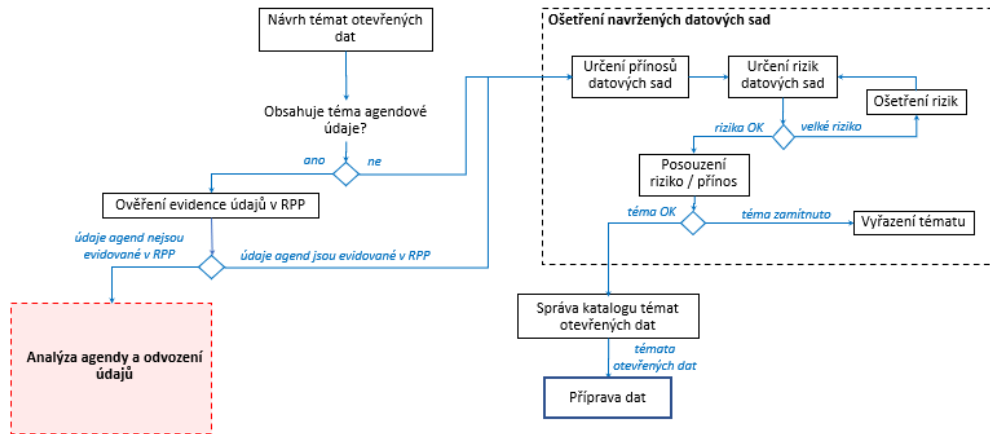 Návrh témat otevřených
dat
Obsahuje téma agendové
údaje?
ano
ne
Ověření evidence údajů v RPP
údaje agend nejsou
evidované v RPP
údaje agend jsou evidované v RPP
Analýza agendy a odvození
údajů
Ošetření navržených datových sad
Určení přínosů
datových sad
Určení rizik
datových sad
Ošetření rizik
rizika OK
velké riziko
Posouzení
riziko / přínos
téma OK
téma zamítnuto
Vyřazení tématu
Správa katalogu témat
otevřených dat
témata
otevřených dat
Příprava dat